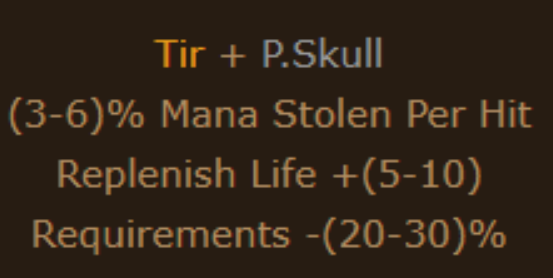 Tir + P.Skull
(3-6)% Mana Stolen Per Hit
Replenish Life +(5-10)
Requirements -(20-30)%